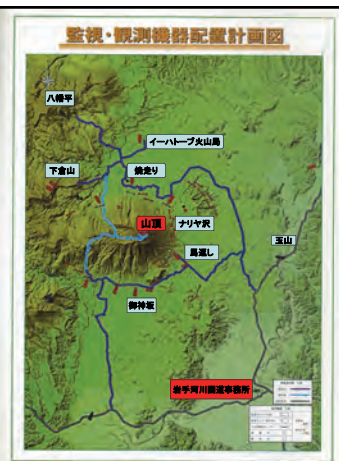 監視・観測機器配置計画図
八幡平
イーハトーブ火山局
下倉山
焼走り
山頂
ナリヤ沢
玉山
馬返し
御神坂
岩手河川国道事務所